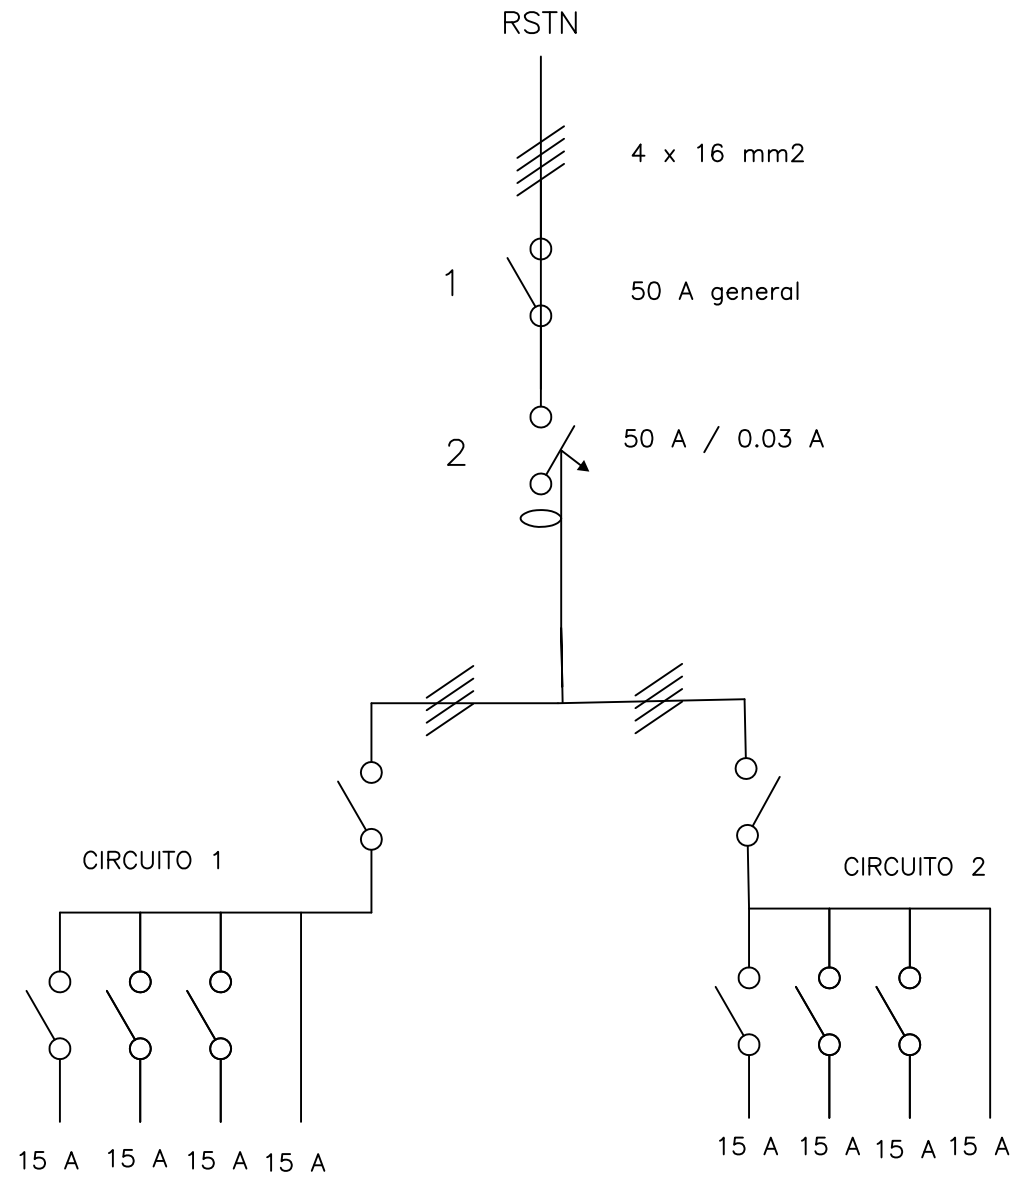 RSTN
4 x 16 mm2
1
50 A general
2
50 A / 0.03 A
CIRCUITO 1
CIRCUITO 2
15 A
15 A
15 A
15 A
15 A
15 A
15 A
15 A